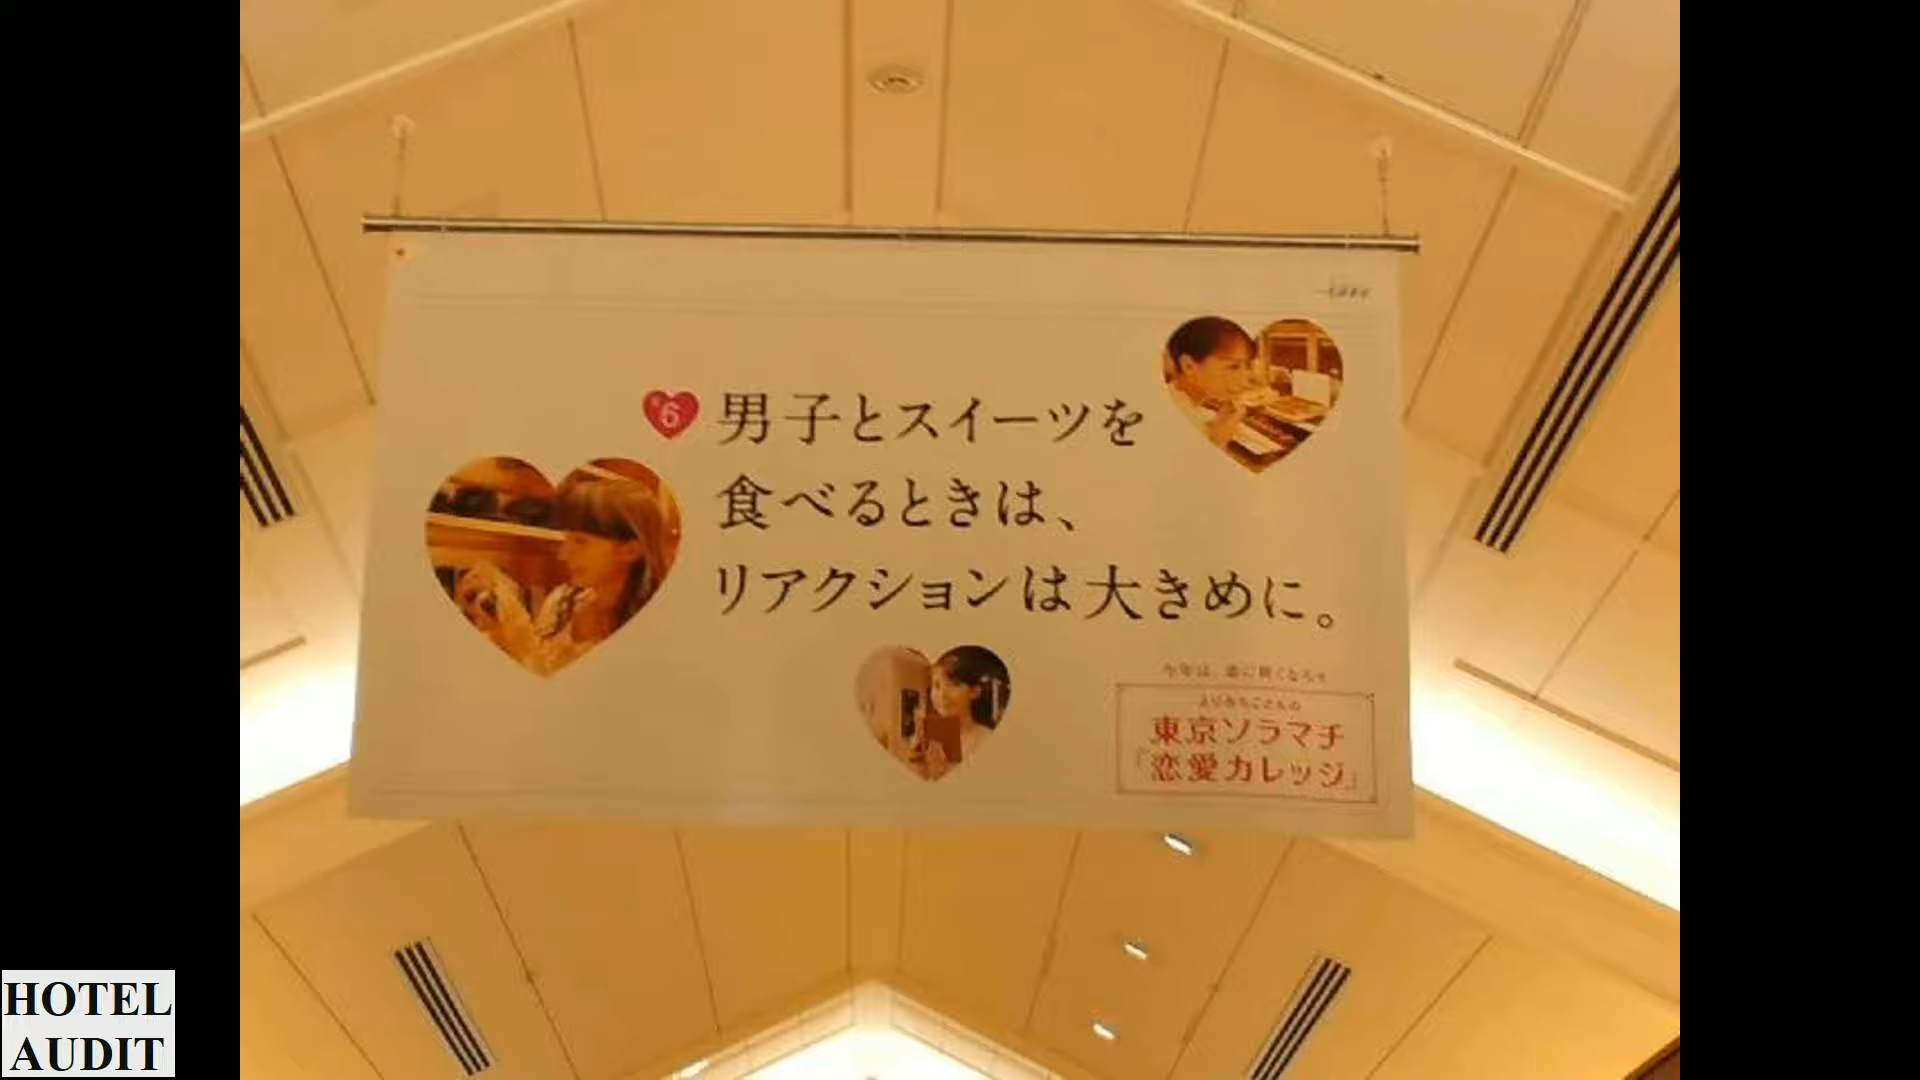 6
男子とスイーツを
食べるときは、
リアクションは大きめに。
東京ソラマチ
『恋愛カレッジ』
HOTEL
AUDIT